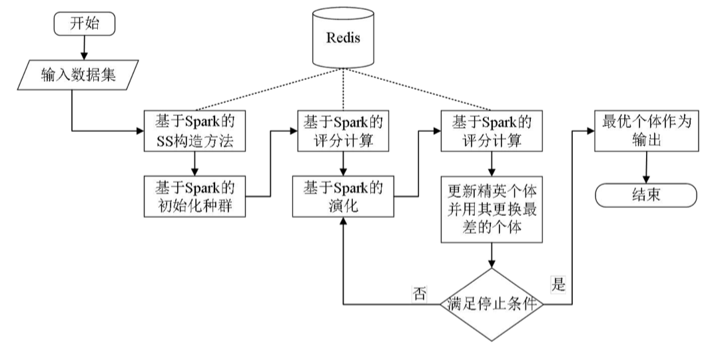 开始
Redis
输入数据集
基于Spark的
SS构造方法
基于Spark的
评分计算
基于Spark的
评分计算
最优个体作为
输出
基于Spark的
初始化种群
基于Spark的
演化
更新精英个体
并用其更换最
差的个体
结束
否
满足停止条件
是